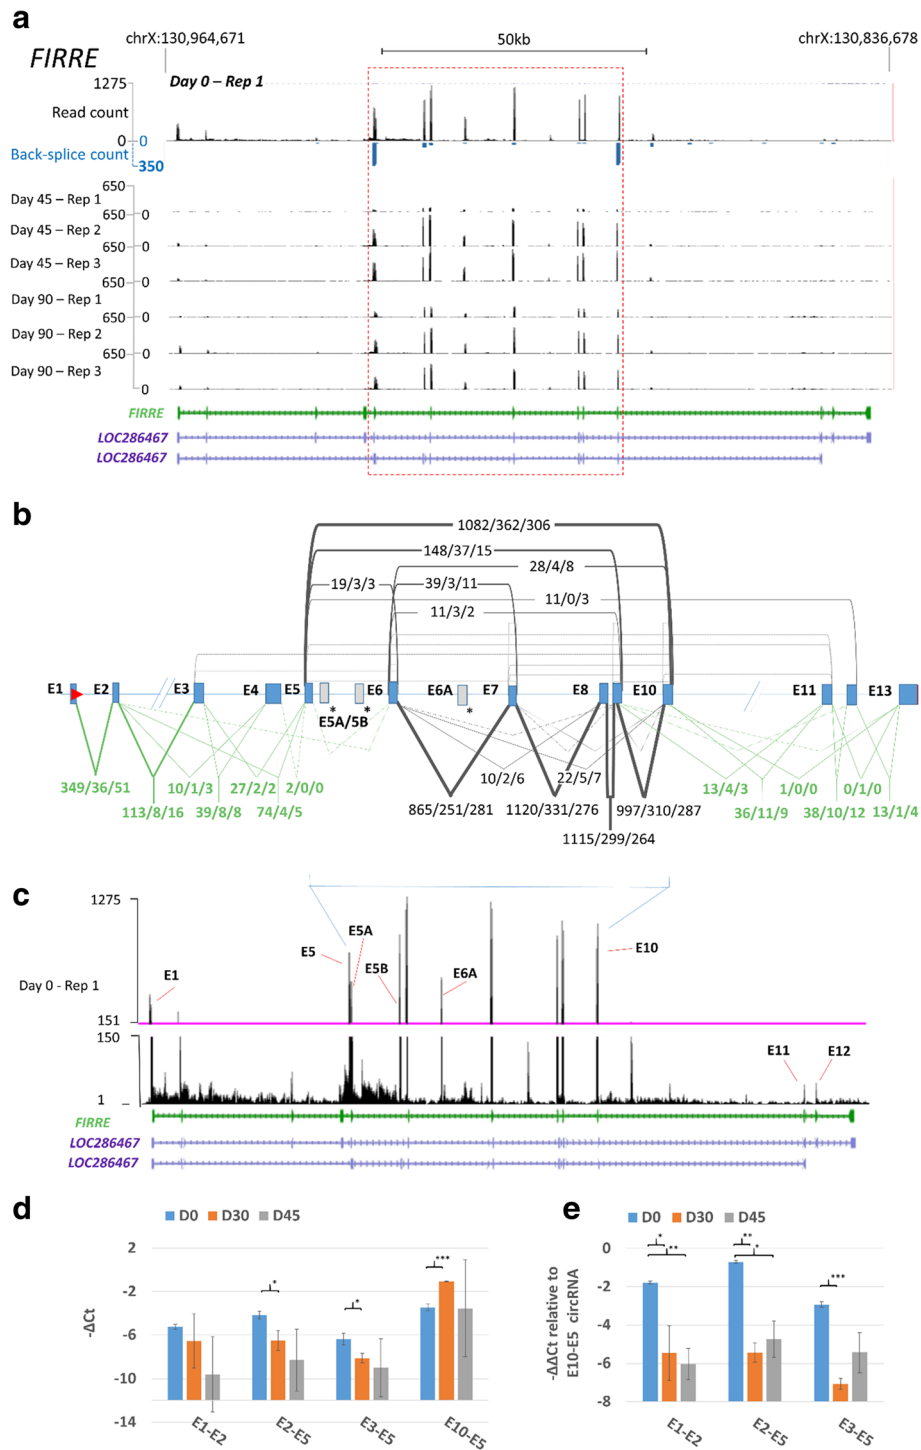 a
chrX:130,964,671
50kb
chrX:130,836,678
FIRRE
Day 0 – Rep 1
1275
Read count
0
0
Back-splice count
350
650
Day 45 – Rep 1
650 0
Day 45 – Rep 2
650 0
Day 45 – Rep 3
650 0
Day 90 – Rep 1
650 0
Day 90 – Rep 2
650 0
Day 90 – Rep 3
0
FIRRE
LOC286467
LOC286467
b
1082/362/306
148/37/15
28/4/8
19/3/3
39/3/11
11/0/3
11/3/2
E1 E2 E3 E4 E5 E6 E6A E7 E8 E10 E11 E13
* * *
E5A/5B
10/2/6
22/5/7
349/36/51
10/1/3
27/2/2
2/0/0
13/4/3
1/0/0
0/1/0
113/8/16
39/8/8
74/4/5
865/251/281
1120/331/276
997/310/287
36/11/9
38/10/12
13/1/4
1115/299/264
c
1275
E5A
E5
E10
E5B
E6A
E1
Day 0 - Rep 1
151
150
E11
E12
1
FIRRE
LOC286467
LOC286467
d
D0 D30 D45
2
-2
-6
-10
-14
-ΔCt
*
*
***
E1-E2
E2-E5
E3-E5
E10-E5
e
D0 D30 D45
0
-2
-4
-6
-8
-ΔΔCt relative to
E10-E5 circRNA
*
**
**
*
***
E1-E2
E2-E5
E3-E5